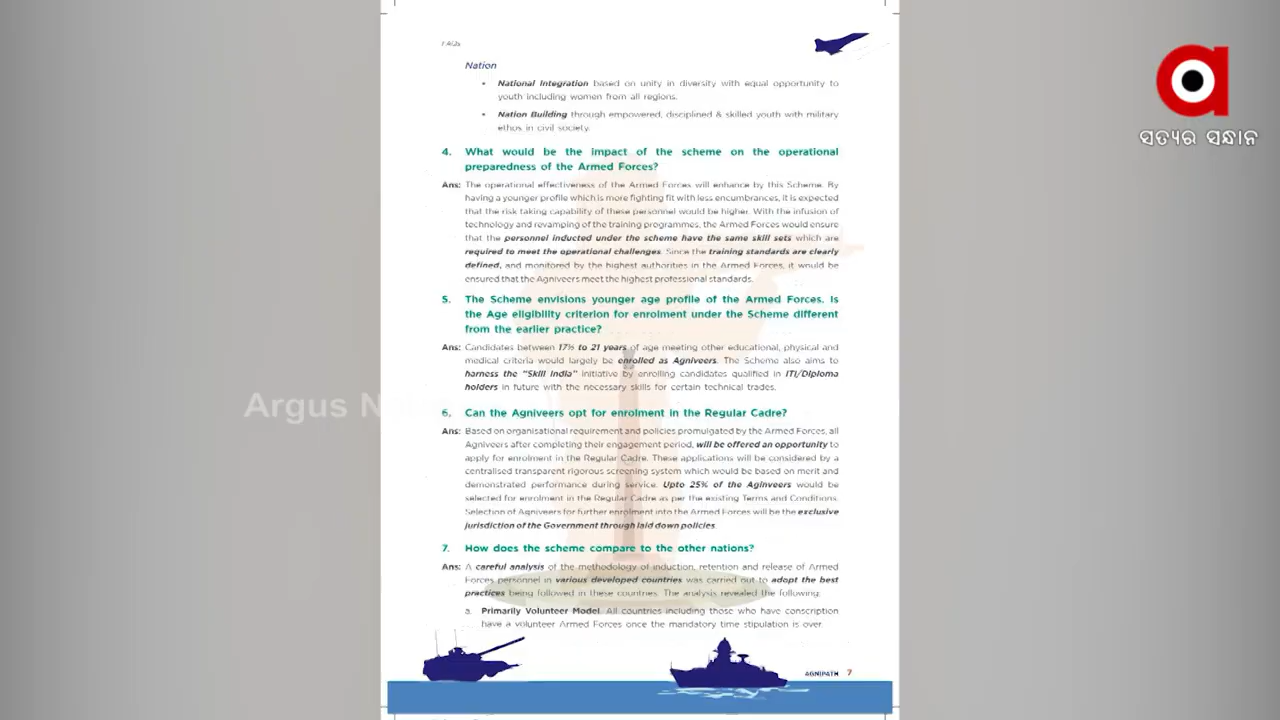 FAQs
Nation
• National Integration based on unity in diversity with equal opportunity to
youth including women from all regions.
• Nation Building through empowered, disciplined & skilled youth with military
ethos in civil society.
4. What would be the impact of the scheme on the operational
preparedness of the Armed Forces?
Ans: The operational effectiveness of the Armed Forces will enhance by this Scheme. By
having a younger profile which is more fighting fit with less encumbrances, it is expected
that the risk taking capability of these personnel would be higher. With the infusion of
technology and revamping of the training programmes, the Armed Forces would ensure
that the personnel inducted under the scheme have the same skill sets which are
required to meet the operational challenges. Since the training standards are clearly
defined, and monitored by the highest authorities in the Armed Forces, it would be
ensured that the Agniveers meet the highest professional standards.
5. The Scheme envisions younger age profile of the Armed Forces. Is
the Age eligibility criterion for enrolment under the Scheme different
from the earlier practice?
Ans: Candidates between 17½ to 21 years of age meeting other educational, physical and
medical criteria would largely be enrolled as Agniveers. The Scheme also aims to
harness the "Skill India" initiative by enrolling candidates qualified in ITI/Diploma
holders in future with the necessary skills for certain technical trades.
6. Can the Agniveers opt for enrolment in the Regular Cadre?
Ans: Based on organisational requirement and policies promulgated by the Armed Forces, all
Agniveers after completing their engagement period, will be offered an opportunity to
apply for enrolment in the Regular Cadre. These applications will be considered by a
centralised transparent rigorous screening system which would be based on merit and
demonstrated performance during service. Upto 25% of the Aginveers would be
selected for enrolment in the Regular Cadre as per the existing Terms and Conditions.
Selection of Agniveers for further enrolment into the Armed Forces will be the exclusive
jurisdiction of the Government through laid down policies.
7. How does the scheme compare to the other nations?
Ans: A careful analysis of the methodology of induction, retention and release of Armed
Forces personnel in various developed countries was carried out to adopt the best
practices being followed in these countries. The analysis revealed the following:
a. Primarily Volunteer Model. All countries including those who have conscription
have a volunteer Armed Forces once the mandatory time stipulation is over.
AGNIPATH 7
ସତ୍ୟର ସନ୍ଧାନ
Argus